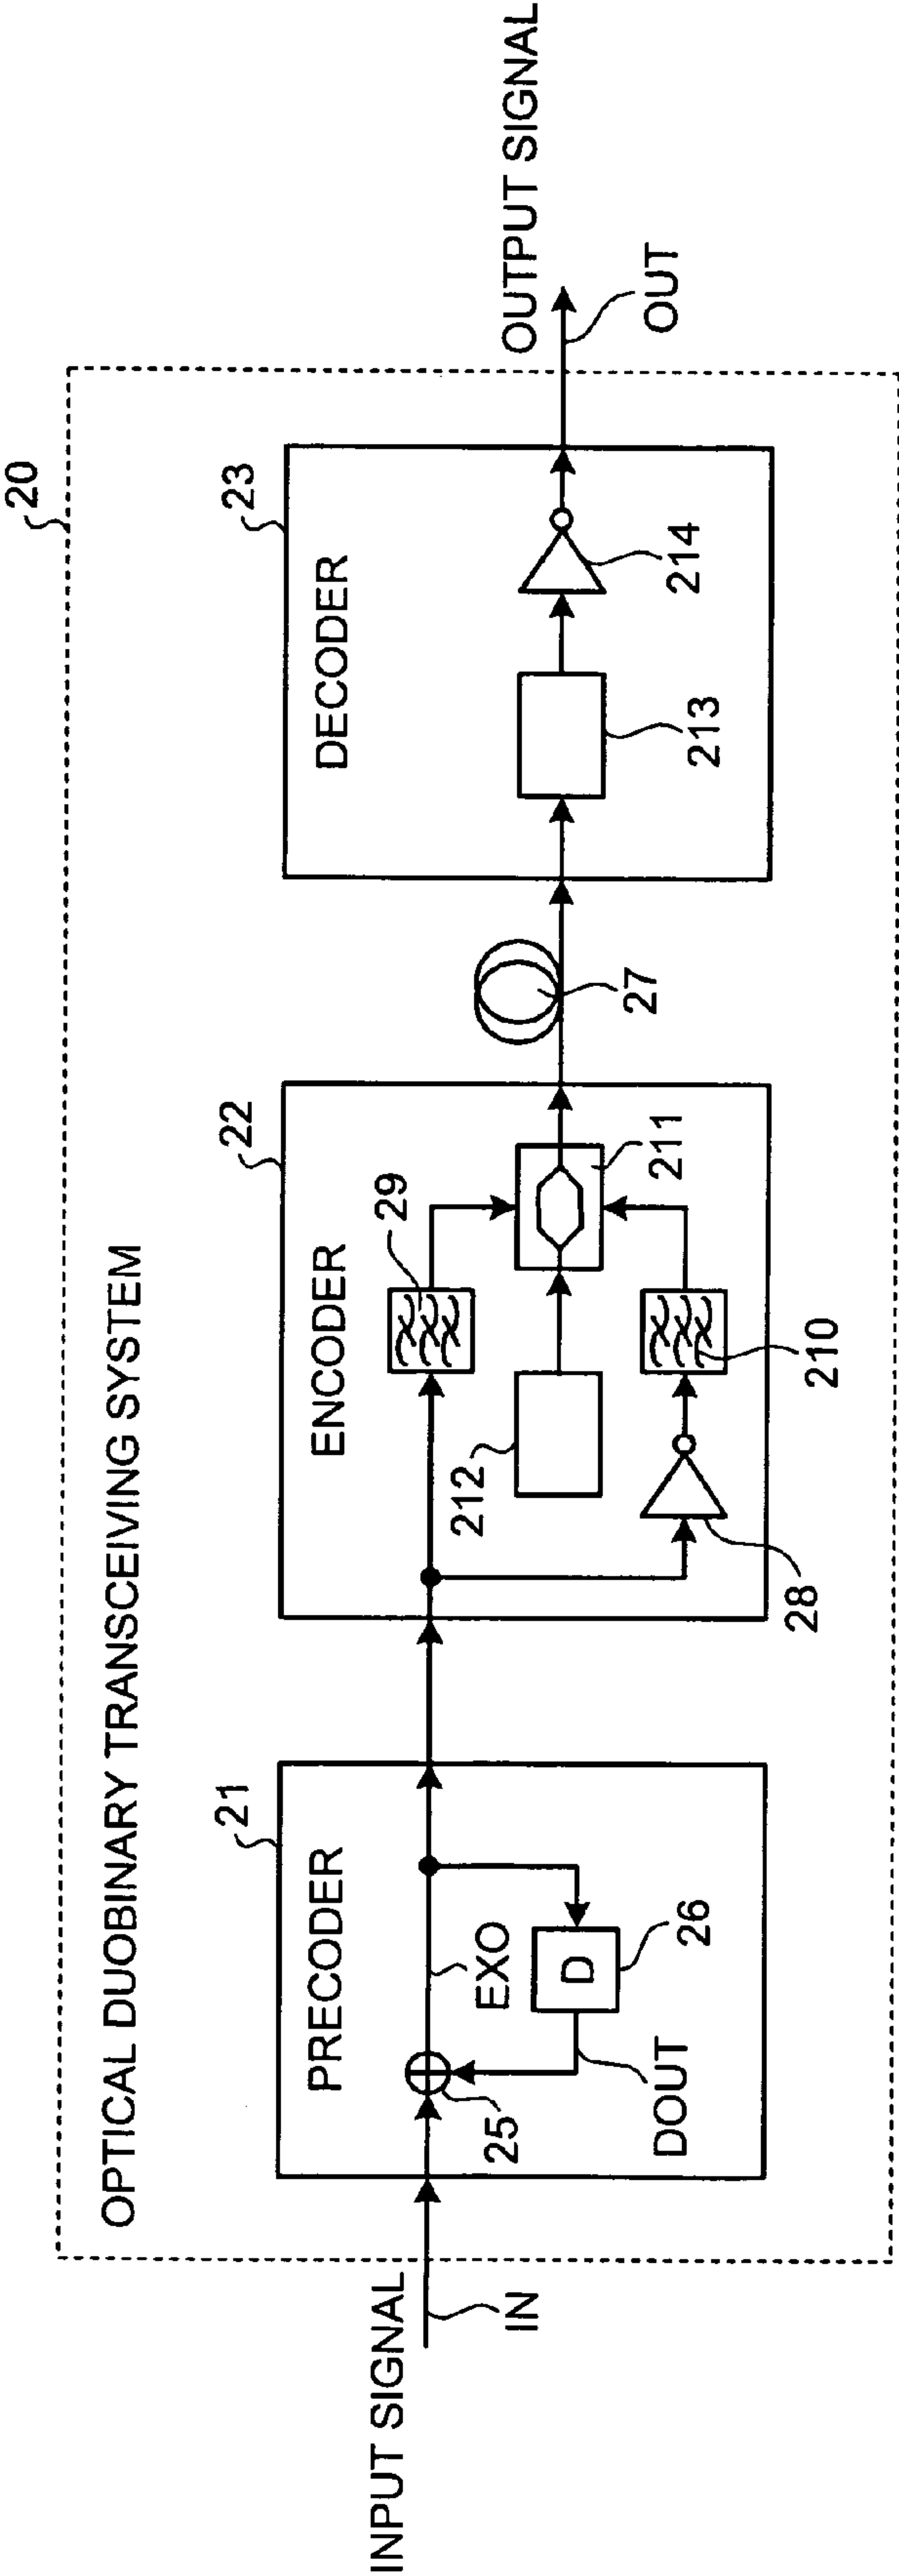 20
OPTICAL DUOBINARY TRANSCEIVING SYSTEM
INPUT SIGNAL
IN
21
PRECODER
25
EXO
D
26
DOUT
22
ENCODER
29
212
211
210
28
27
23
DECODER
213
214
OUTPUT SIGNAL
OUT